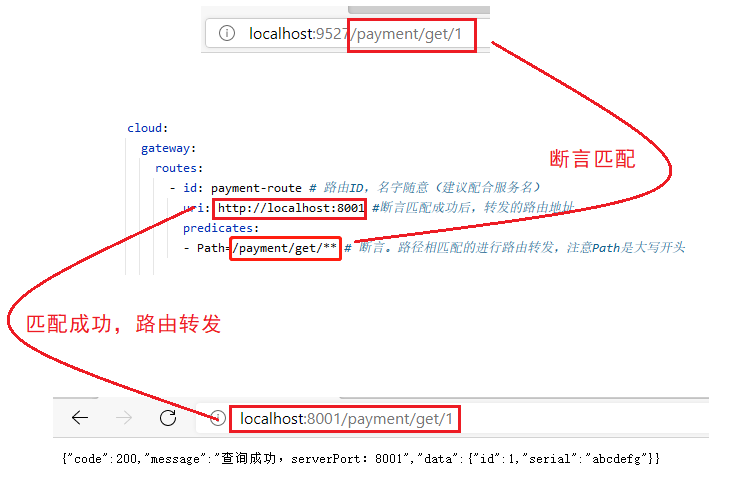 localhost:9527/payment/get/1
断言匹配
cloud:
gateway:
routes:
- id: payment-route # 路由ID，名字随意（建议配合服务名）
uri: http://localhost:8001 #断言匹配成功后，转发的路由地址
predicates:
- Path=/payment/get/** # 断言。路径相匹配的进行路由转发，注意Path是大写开头
匹配成功，路由转发
localhost:8001/payment/get/1
{"code":200,"message":"查询成功，serverPort：8001","data":{"id":1,"serial":"abcdefg"}}